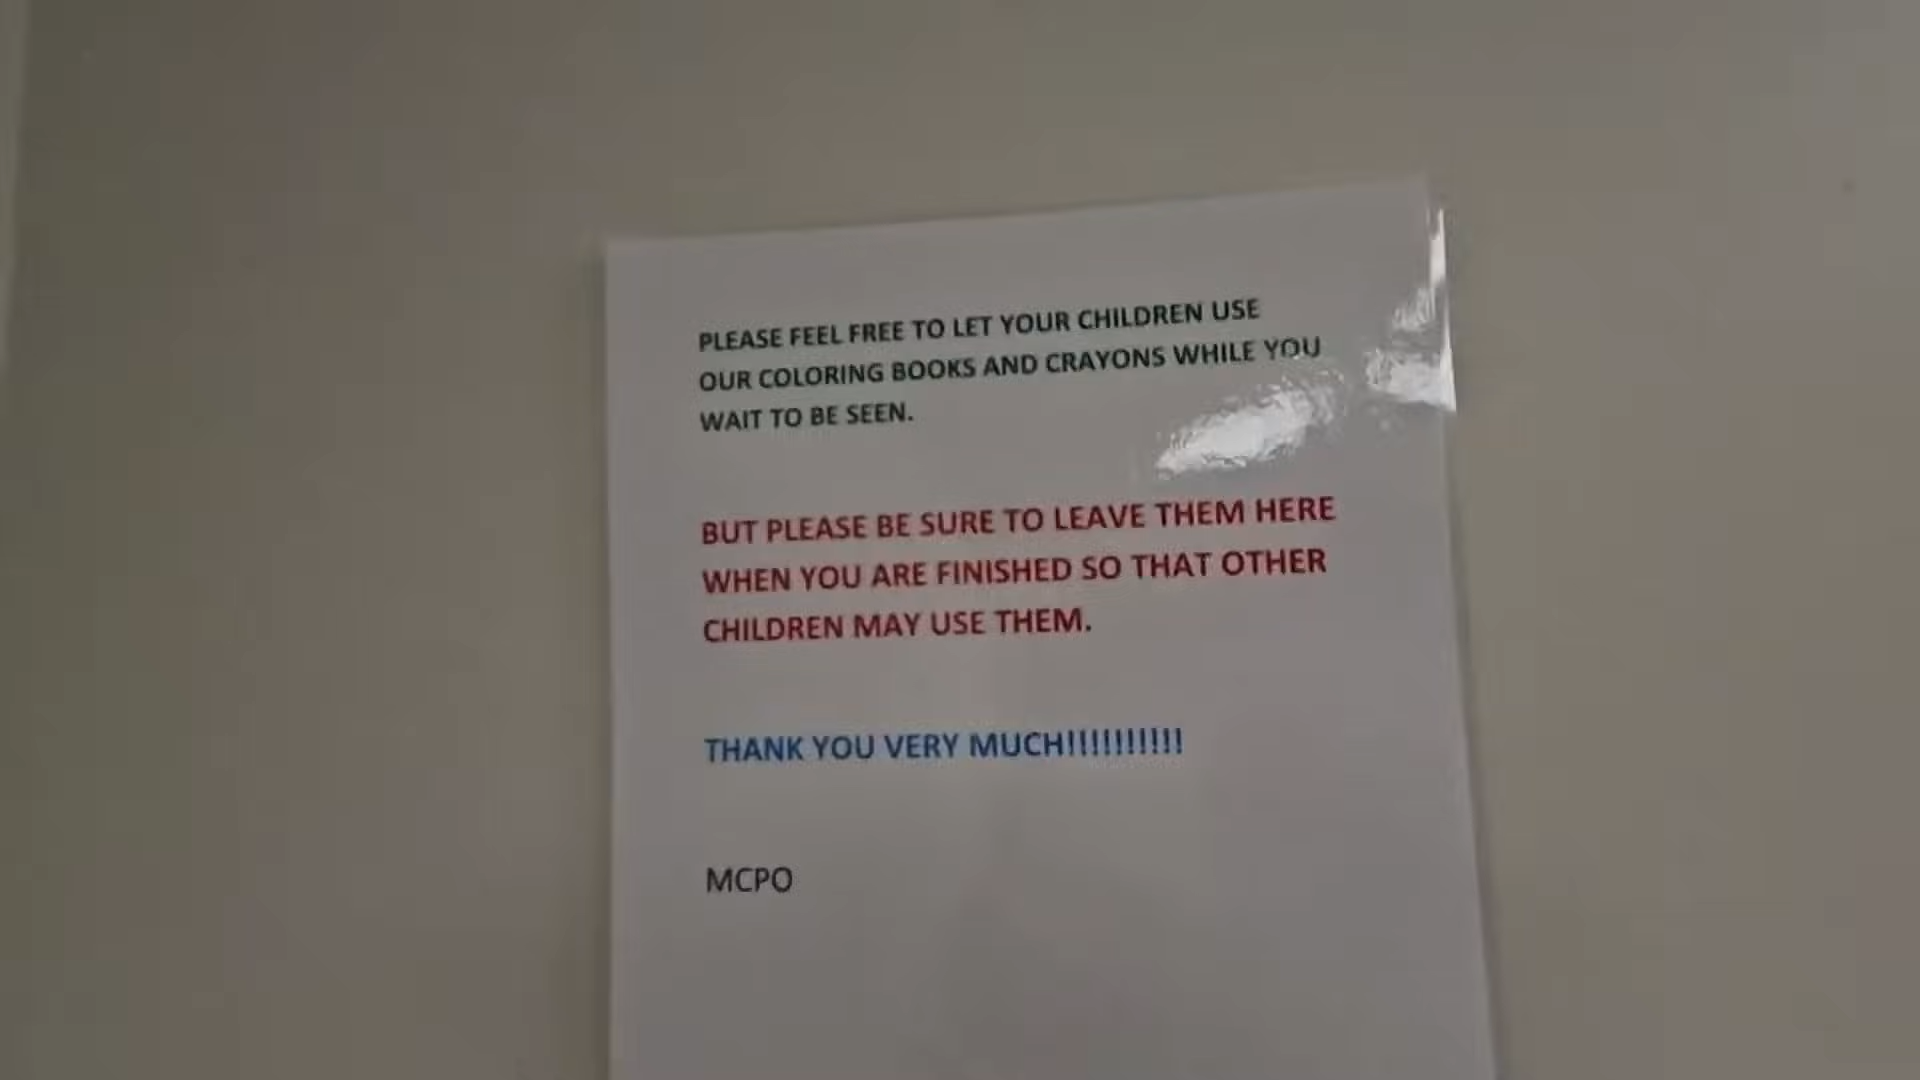 PLEASE FEEL FREE TO LET YOUR CHILDREN USE
OUR COLORING BOOKS AND CRAYONS WHILE YOU
WAIT TO BE SEEN.
BUT PLEASE BE SURE TO LEAVE THEM HERE
WHEN YOU ARE FINISHED SO THAT OTHER
CHILDREN MAY USE THEM.
THANK YOU VERY MUCH!!!!!!!!!!
MCPO